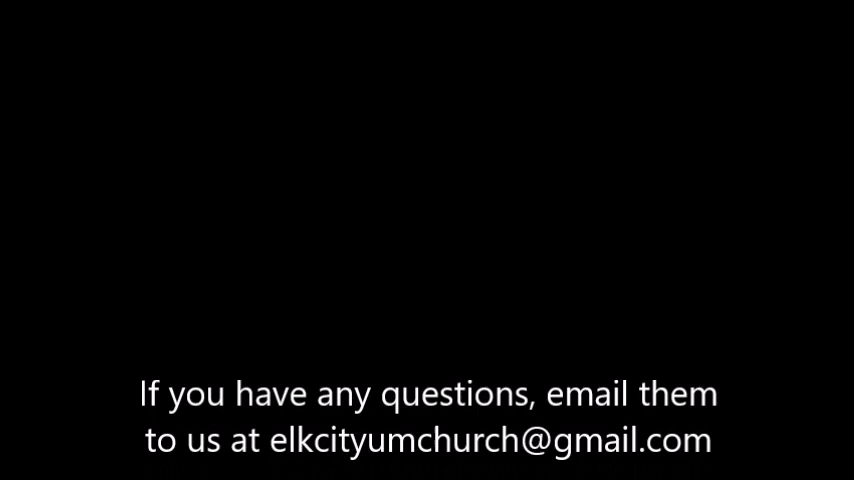 If you have any questions, email them
to us at elkcityumchurch@gmail.com